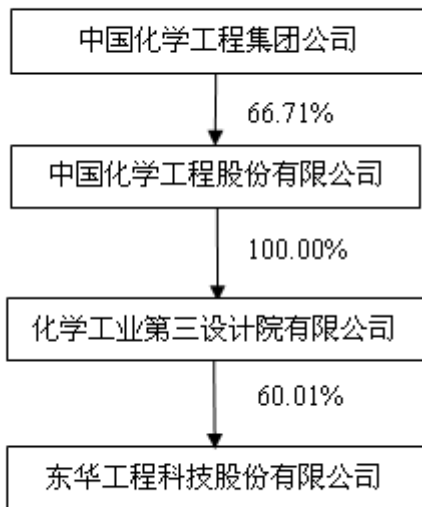 中国化学工程集团公司
66.71%
中国化学工程股份有限公司
100.00%
化学工业第三设计院有限公司
60.01%
东华工程科技股份有限公司